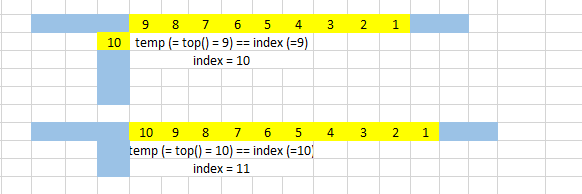 9 8 7 6 5 4 3 2 1
10 temp (= top() = 9) == index (=9)
index = 10
10 9 8 7 6 5 4 3 2 1
temp (= top() = 10) == index (=10)
index = 11